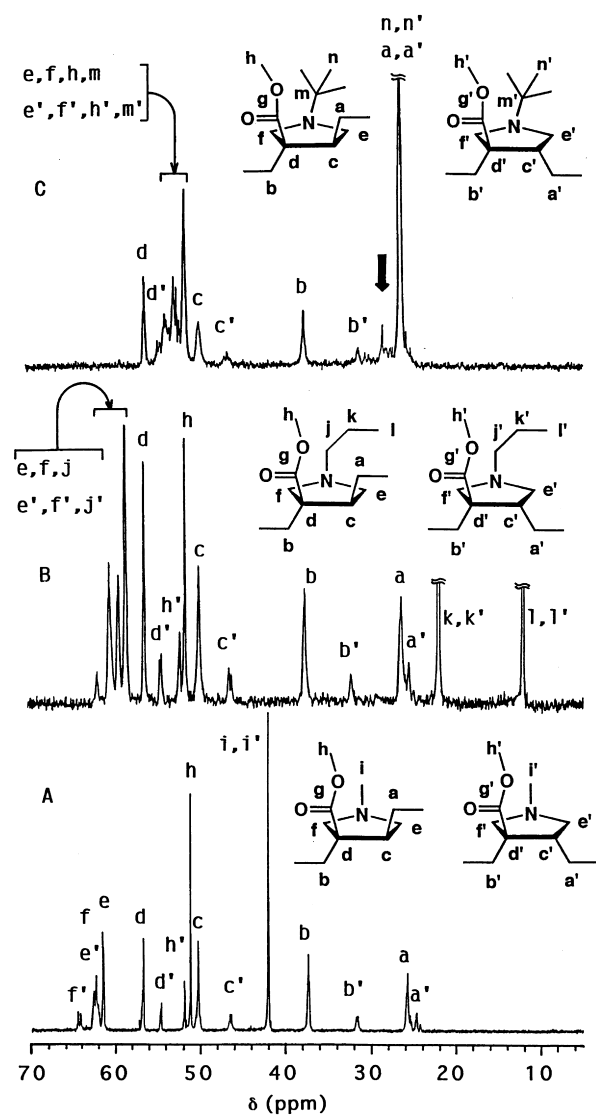 n,n'
a,a'
e,f,h,m
e',f',h',m'
h
n
g
O
m
a
O
N
f
e
d
c
b
h'
n'
g'
O
m'
O
N
f'
e'
d'
c'
b'
a'
C
d
d'
c
c'
b
b'
e,f,j
e',f',j'
h
k
g
O
j
l
a
O
N
f
e
d
c
b
h'
k'
g'
O
j'
l'
O
N
f'
e'
d'
c'
b'
a'
B
d
h
d'
h'
c
c'
b
b'
a
a'
k,k'
l,l'
A
i,i'
h
g
O
i
a
O
N
f
e
d
c
b
h'
g'
O
i'
O
N
f'
e'
d'
c'
b'
a'
f
e
f'
e'
d
d'
h'
h
c
c'
b
b'
a
a'
70 60 50 40 30 20 10
δ (ppm)